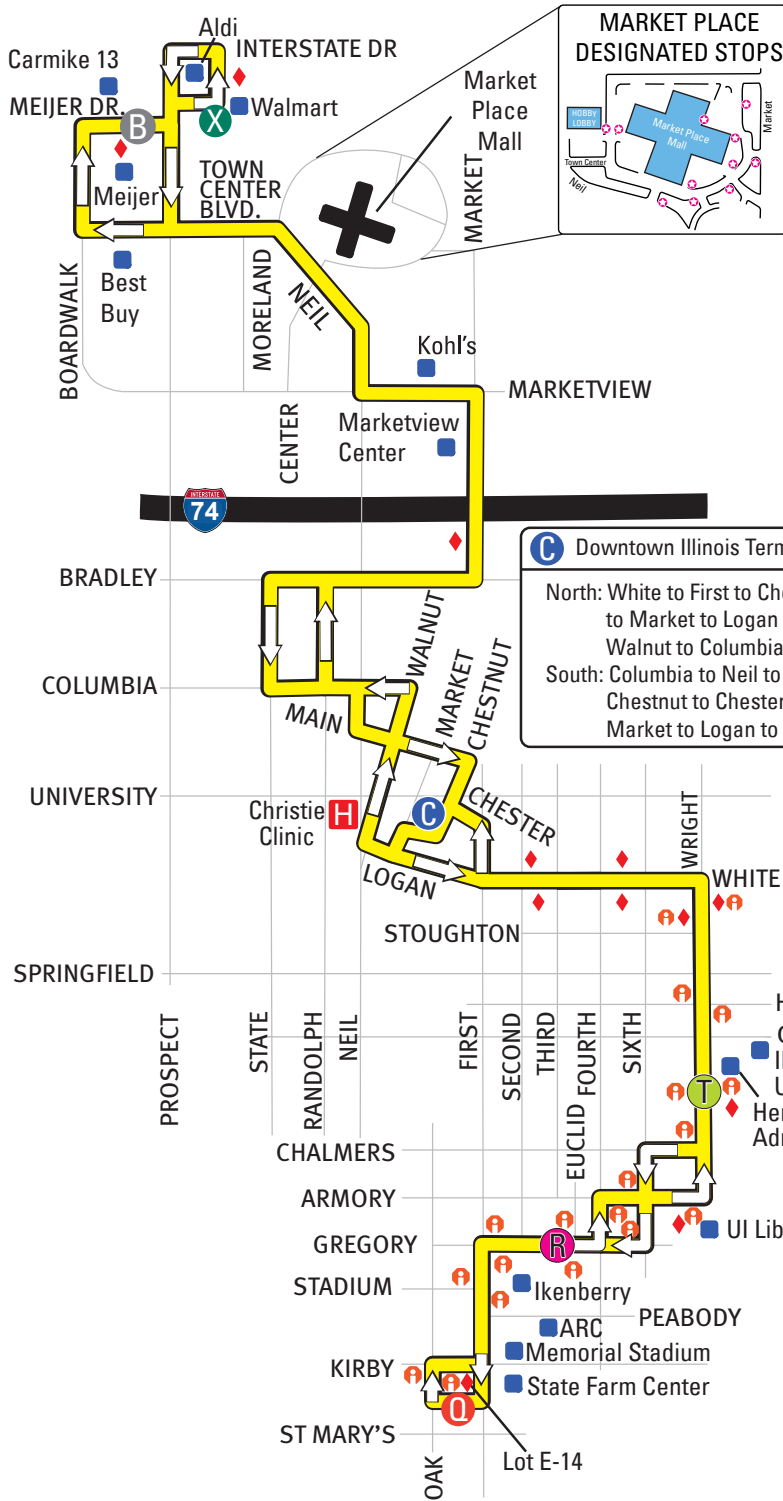 Aldi
INTERSTATE DR
Carmike 13
MEIJER DR.
B
X
Walmart
Meijer
TOWN
CENTER
BLVD.
Best
Buy
Market
Place
Mall
MARKET PLACE
DESIGNATED STOPS
HOBBY
LOBBY
Market Place
Mall
Market
Town Center
Neil
BOARDWALK
MORELAND
NEIL
MARKET
CENTER
Kohl's
MARKETVIEW
Marketview
Center
INTERSTATE
74
BRADLEY
C Downtown Illinois Term
North: White to First to Che
to Market to Logan
Walnut to Columbia
South: Columbia to Neil to
Chestnut to Chester
Market to Logan to
COLUMBIA
MAIN
WALNUT
MARKET
CHESTNUT
UNIVERSITY
Christie
Clinic
H
C
CHESTER
LOGAN
WRIGHT
WHITE
STOUGHTON
SPRINGFIELD
PROSPECT
STATE
RANDOLPH
NEIL
FIRST
SECOND
THIRD
EUCLID
FOURTH
SIXTH
H
T
Her
Adr
CHALMERS
ARMORY
GREGORY
R
UI Lib
STADIUM
Ikenberry
PEABODY
ARC
Memorial Stadium
KIRBY
State Farm Center
Q
ST MARY'S
OAK
Lot E-14